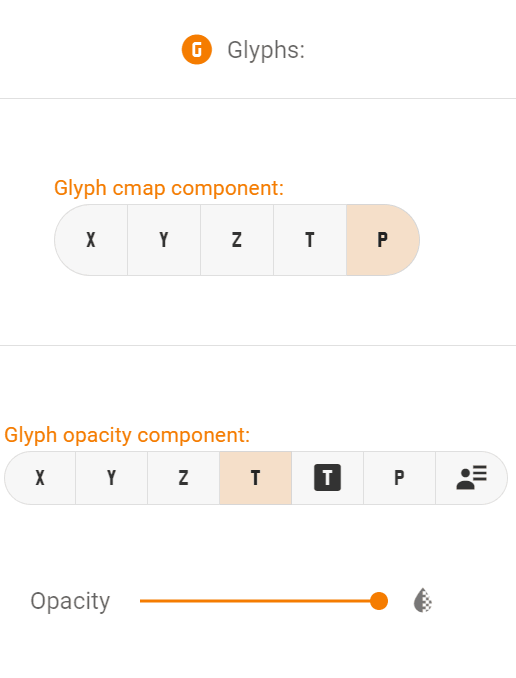 G Glyphs:
Glyph cmap component:
X Y Z T P
Glyph opacity component:
X Y Z T T P
Opacity